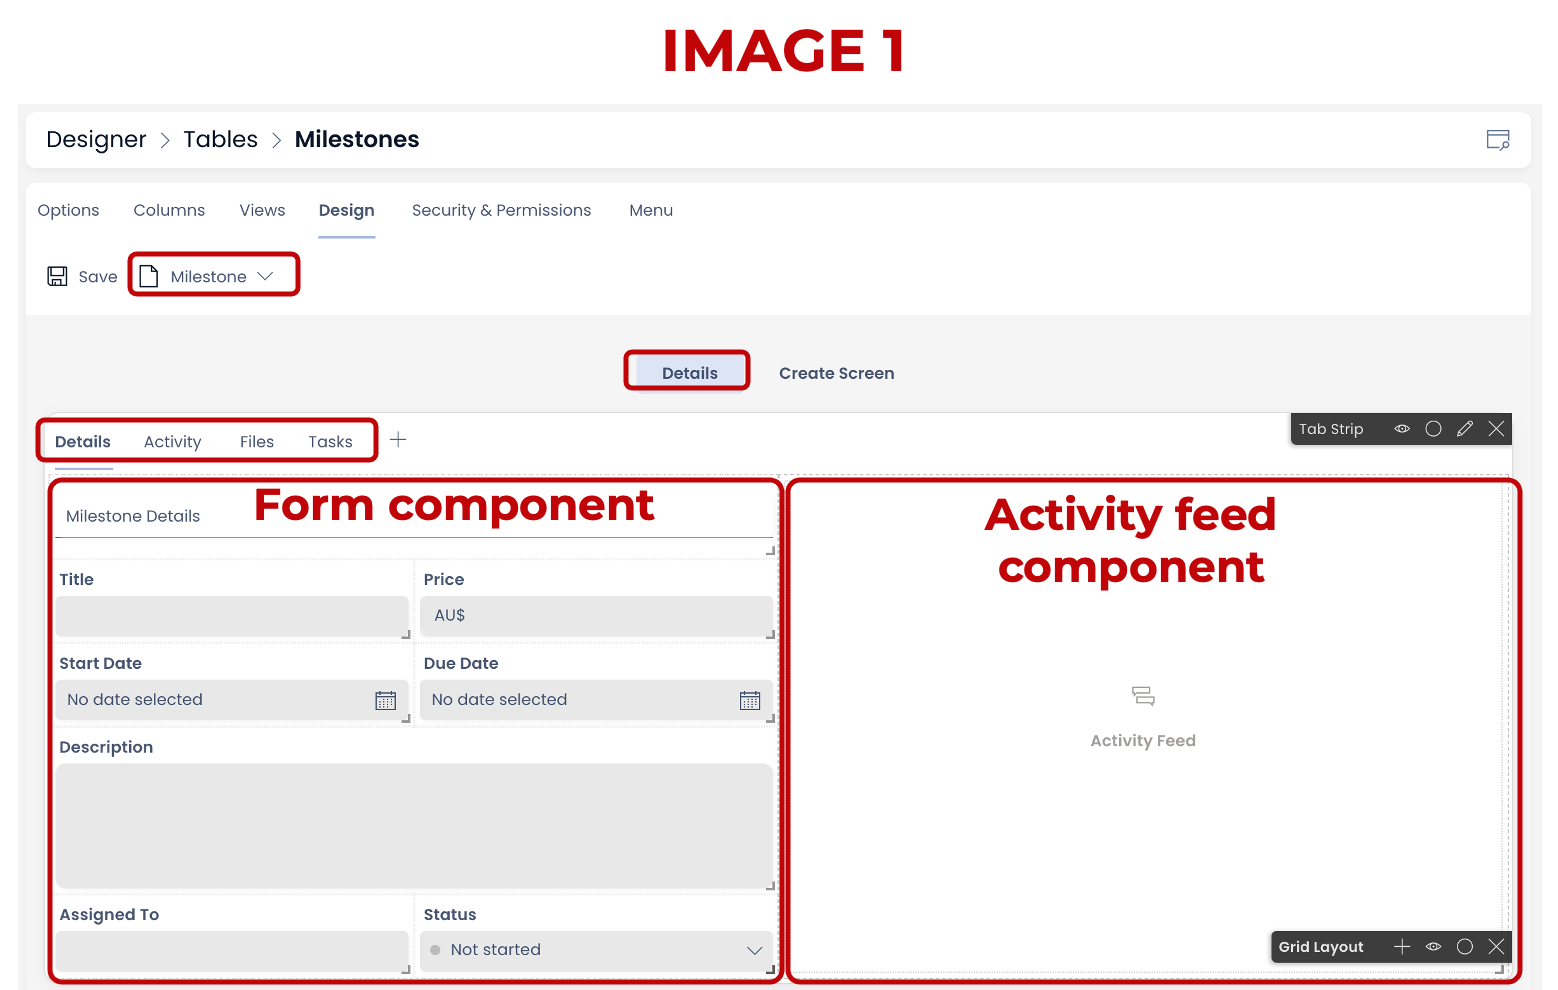 IMAGE 1
Designer > Tables > Milestones
Options Columns Views Design Security & Permissions Menu
Save Milestone
Details Create Screen
Details Activity Files Tasks + Tab Strip
Form component
Milestone Details
Activity feed
component
Title Price
AU$
Start Date Due Date
No date selected No date selected
Activity Feed
Description
Assigned To Status
Not started
Grid Layout